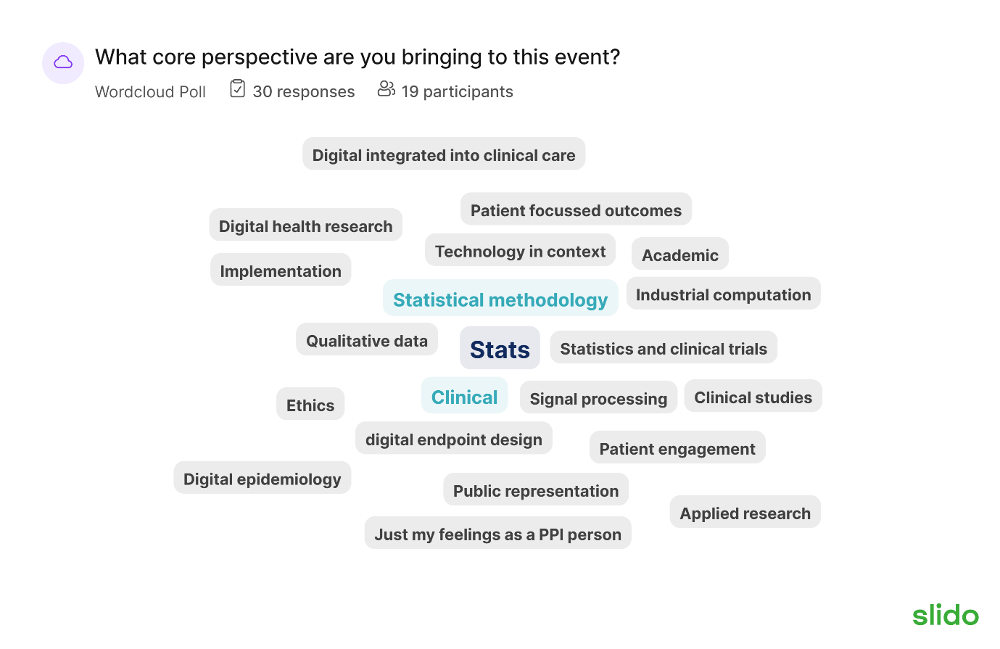 What core perspective are you bringing to this event?
Wordcloud Poll 30 responses 19 participants
Digital integrated into clinical care
Patient focussed outcomes
Digital health research
Technology in context
Academic
Implementation
Industrial computation
Statistical methodology
Qualitative data
Stats
Statistics and clinical trials
Clinical
Signal processing
Clinical studies
Ethics
digital endpoint design
Patient engagement
Digital epidemiology
Public representation
Applied research
Just my feelings as a PPI person
slido